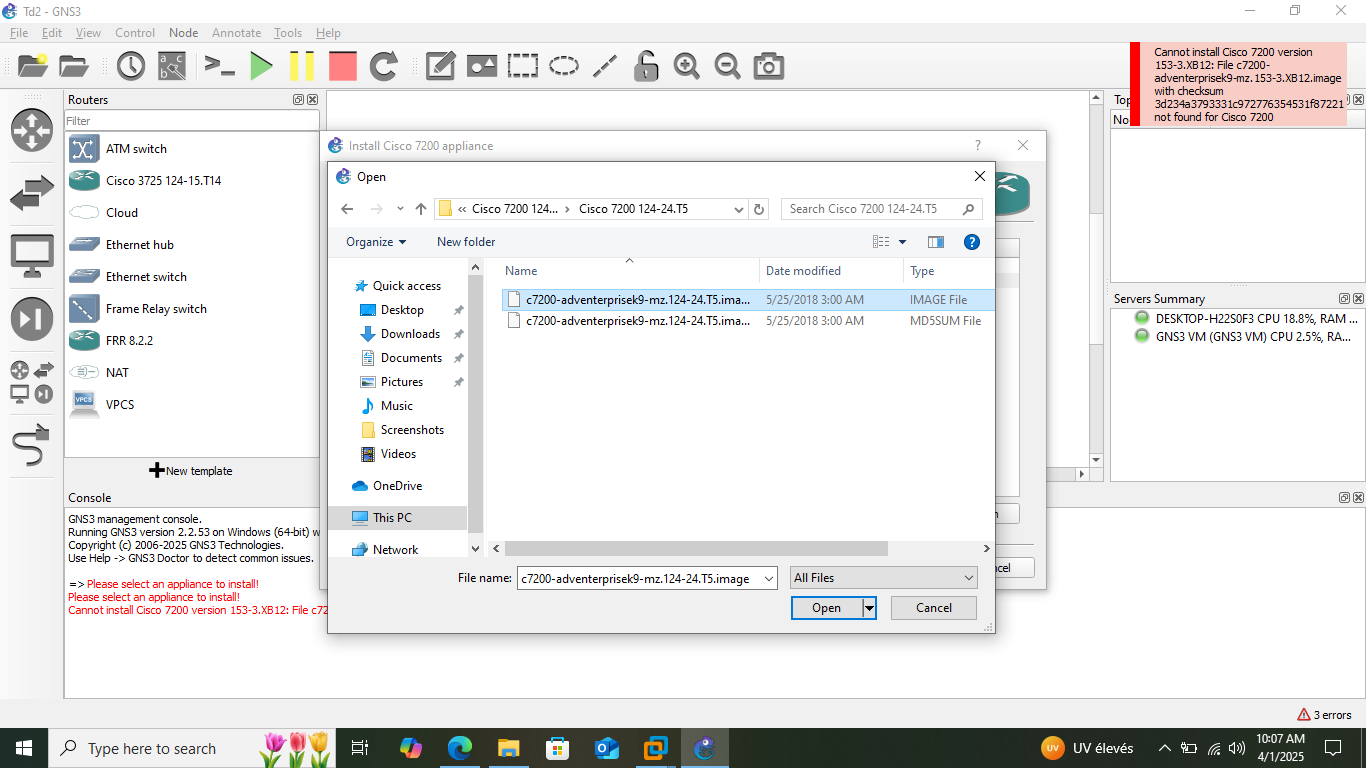 Td2 - GNS3
File Edit View Control Node Annotate Tools Help
Cannot install Cisco 7200 version
153-3.XB12: File c7200-
adventerprisek9-mz.153-3.XB12.image
with checksum
3d234a3793331c972776354531f87221
not found for Cisco 7200
Routers
Filter
ATM switch
Cisco 3725 124-15.T14
Cloud
Ethernet hub
Ethernet switch
Frame Relay switch
FRR 8.2.2
NAT
VPCS
New template
Install Cisco 7200 appliance
?
Open
« Cisco 7200 124... › Cisco 7200 124-24.T5
Search Cisco 7200 124-24.T5
Organize
New folder
Name
Date modified
Type
c7200-adventerprisek9-mz.124-24.T5.ima... 5/25/2018 3:00 AM IMAGE File
c7200-adventerprisek9-mz.124-24.T5.ima... 5/25/2018 3:00 AM MD5SUM File
Quick access
Desktop
Downloads
Documents
Pictures
Music
Screenshots
Videos
OneDrive
This PC
Network
File name: c7200-adventerprisek9-mz.124-24.T5.image
All Files
Open
Cancel
Servers Summary
DESKTOP-H22S0F3 CPU 18.8%, RAM ...
GNS3 VM (GNS3 VM) CPU 2.5%, RA...
Console
GNS3 management console.
Running GNS3 version 2.2.53 on Windows (64-bit) w
Copyright (c) 2006-2025 GNS3 Technologies.
Use Help -> GNS3 Doctor to detect common issues.
=> Please select an appliance to install!
Please select an appliance to install!
Cannot install Cisco 7200 version 153-3.XB12: File c72
3 errors
Type here to search
UV UV élevés
10:07 AM
4/1/2025